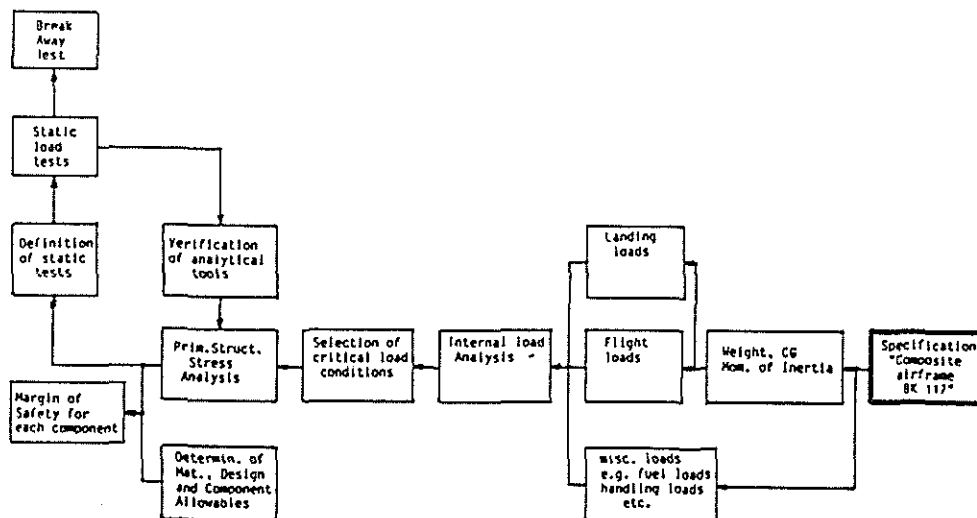 Break
Away
Test
Static
load
tests
Definition
of static
tests
Verification
of analytical
tools
Landing
loads
Prim.Struct.
Stress
Analysis
Selection of
critical load
conditions
Internal load
Analysis
Flight
loads
Weight, CG
Mom. of Inertia
Specification
"Composite
airframe
BK 117"
Margin of
Safety for
each component
Determin. of
Mat., Design
and Component
Allowables
misc. loads
e.g. fuel loads
handling loads
etc.